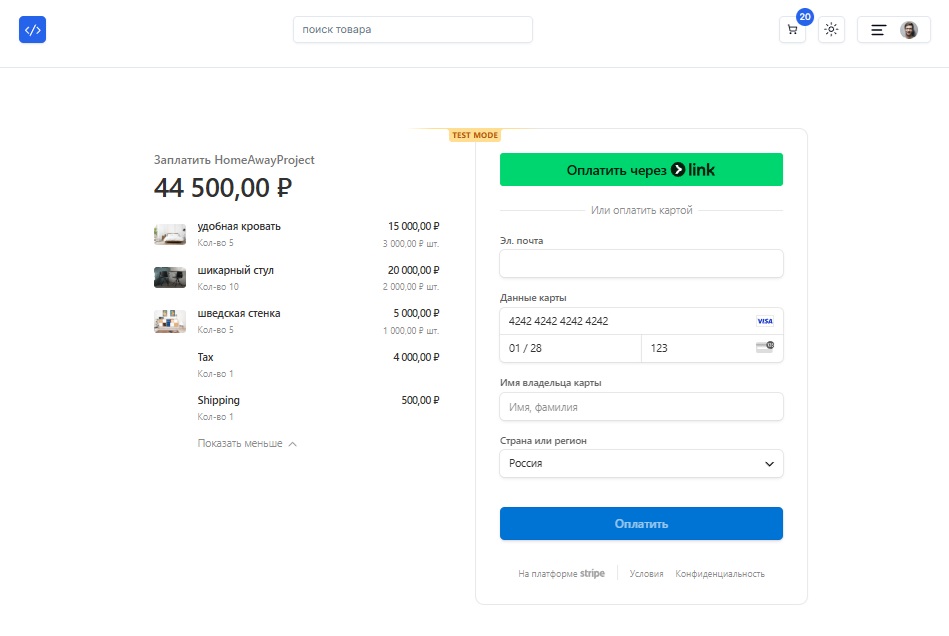 </>
поиск товара
20
TEST MODE
Заплатить HomeAwayProject
44 500,00 ₽
удобная кровать 15 000,00 ₽
Кол-во 5 3 000,00 ₽ шт.
шикарный стул 20 000,00 ₽
Кол-во 10 2 000,00 ₽ шт.
шведская стенка 5 000,00 ₽
Кол-во 5 1 000,00 ₽ шт.
Tax 4 000,00 ₽
Кол-во 1
Shipping 500,00 ₽
Кол-во 1
Показать меньше
Оплатить через link
Или оплатить картой
Эл. почта
Данные карты
4242 4242 4242 4242 VISA
01 / 28 123
Имя владельца карты
Имя, фамилия
Страна или регион
Россия
Оплатить
На платформе stripe Условия Конфиденциальность